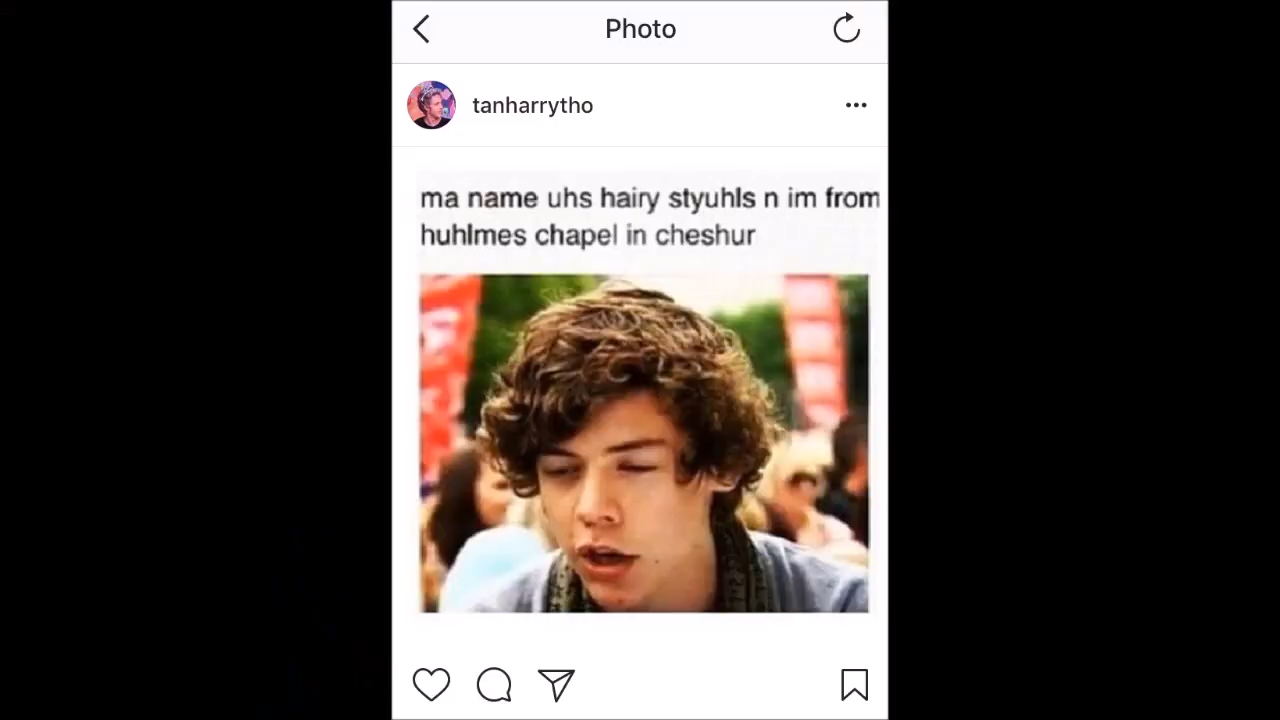 Photo
tanharrytho
ma name uhs hairy styuhls n im from
huhlmes chapel in cheshur